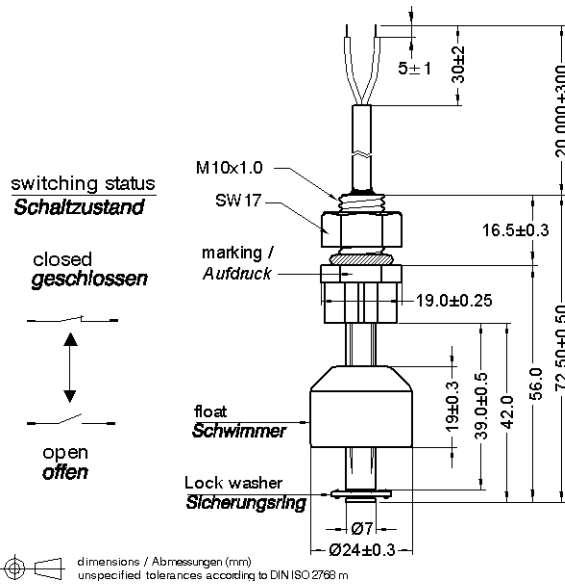 5±1
30±2
20.000+300
M10x1.0
switching status
Schaltzustand
SW 17
16.5±0.3
closed
geschlossen
marking /
Aufdruck
19.0±0.25
72.50±0.50
56.0
42.0
39.0±0.5
19±0.3
float
Schwimmer
open
offen
Lock washer
Sicherungsring
Ø7
Ø24±0.3
dimensions / Abmessungen (mm)
unspecified tolerances according to DIN ISO 2768 m